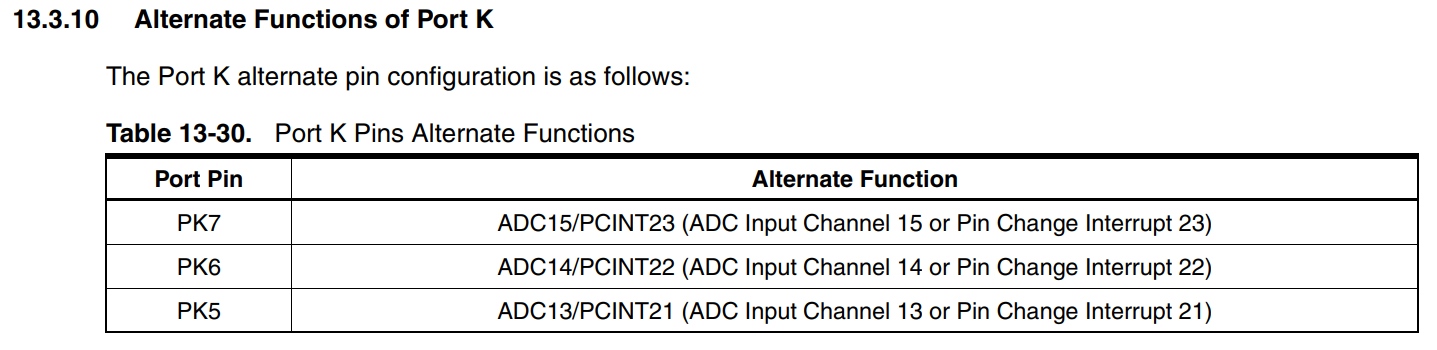 13.3.10 Alternate Functions of Port K
The Port K alternate pin configuration is as follows:
Table 13-30. Port K Pins Alternate Functions
Port Pin Alternate Function
PK7 ADC15/PCINT23 (ADC Input Channel 15 or Pin Change Interrupt 23)
PK6 ADC14/PCINT22 (ADC Input Channel 14 or Pin Change Interrupt 22)
PK5 ADC13/PCINT21 (ADC Input Channel 13 or Pin Change Interrupt 21)